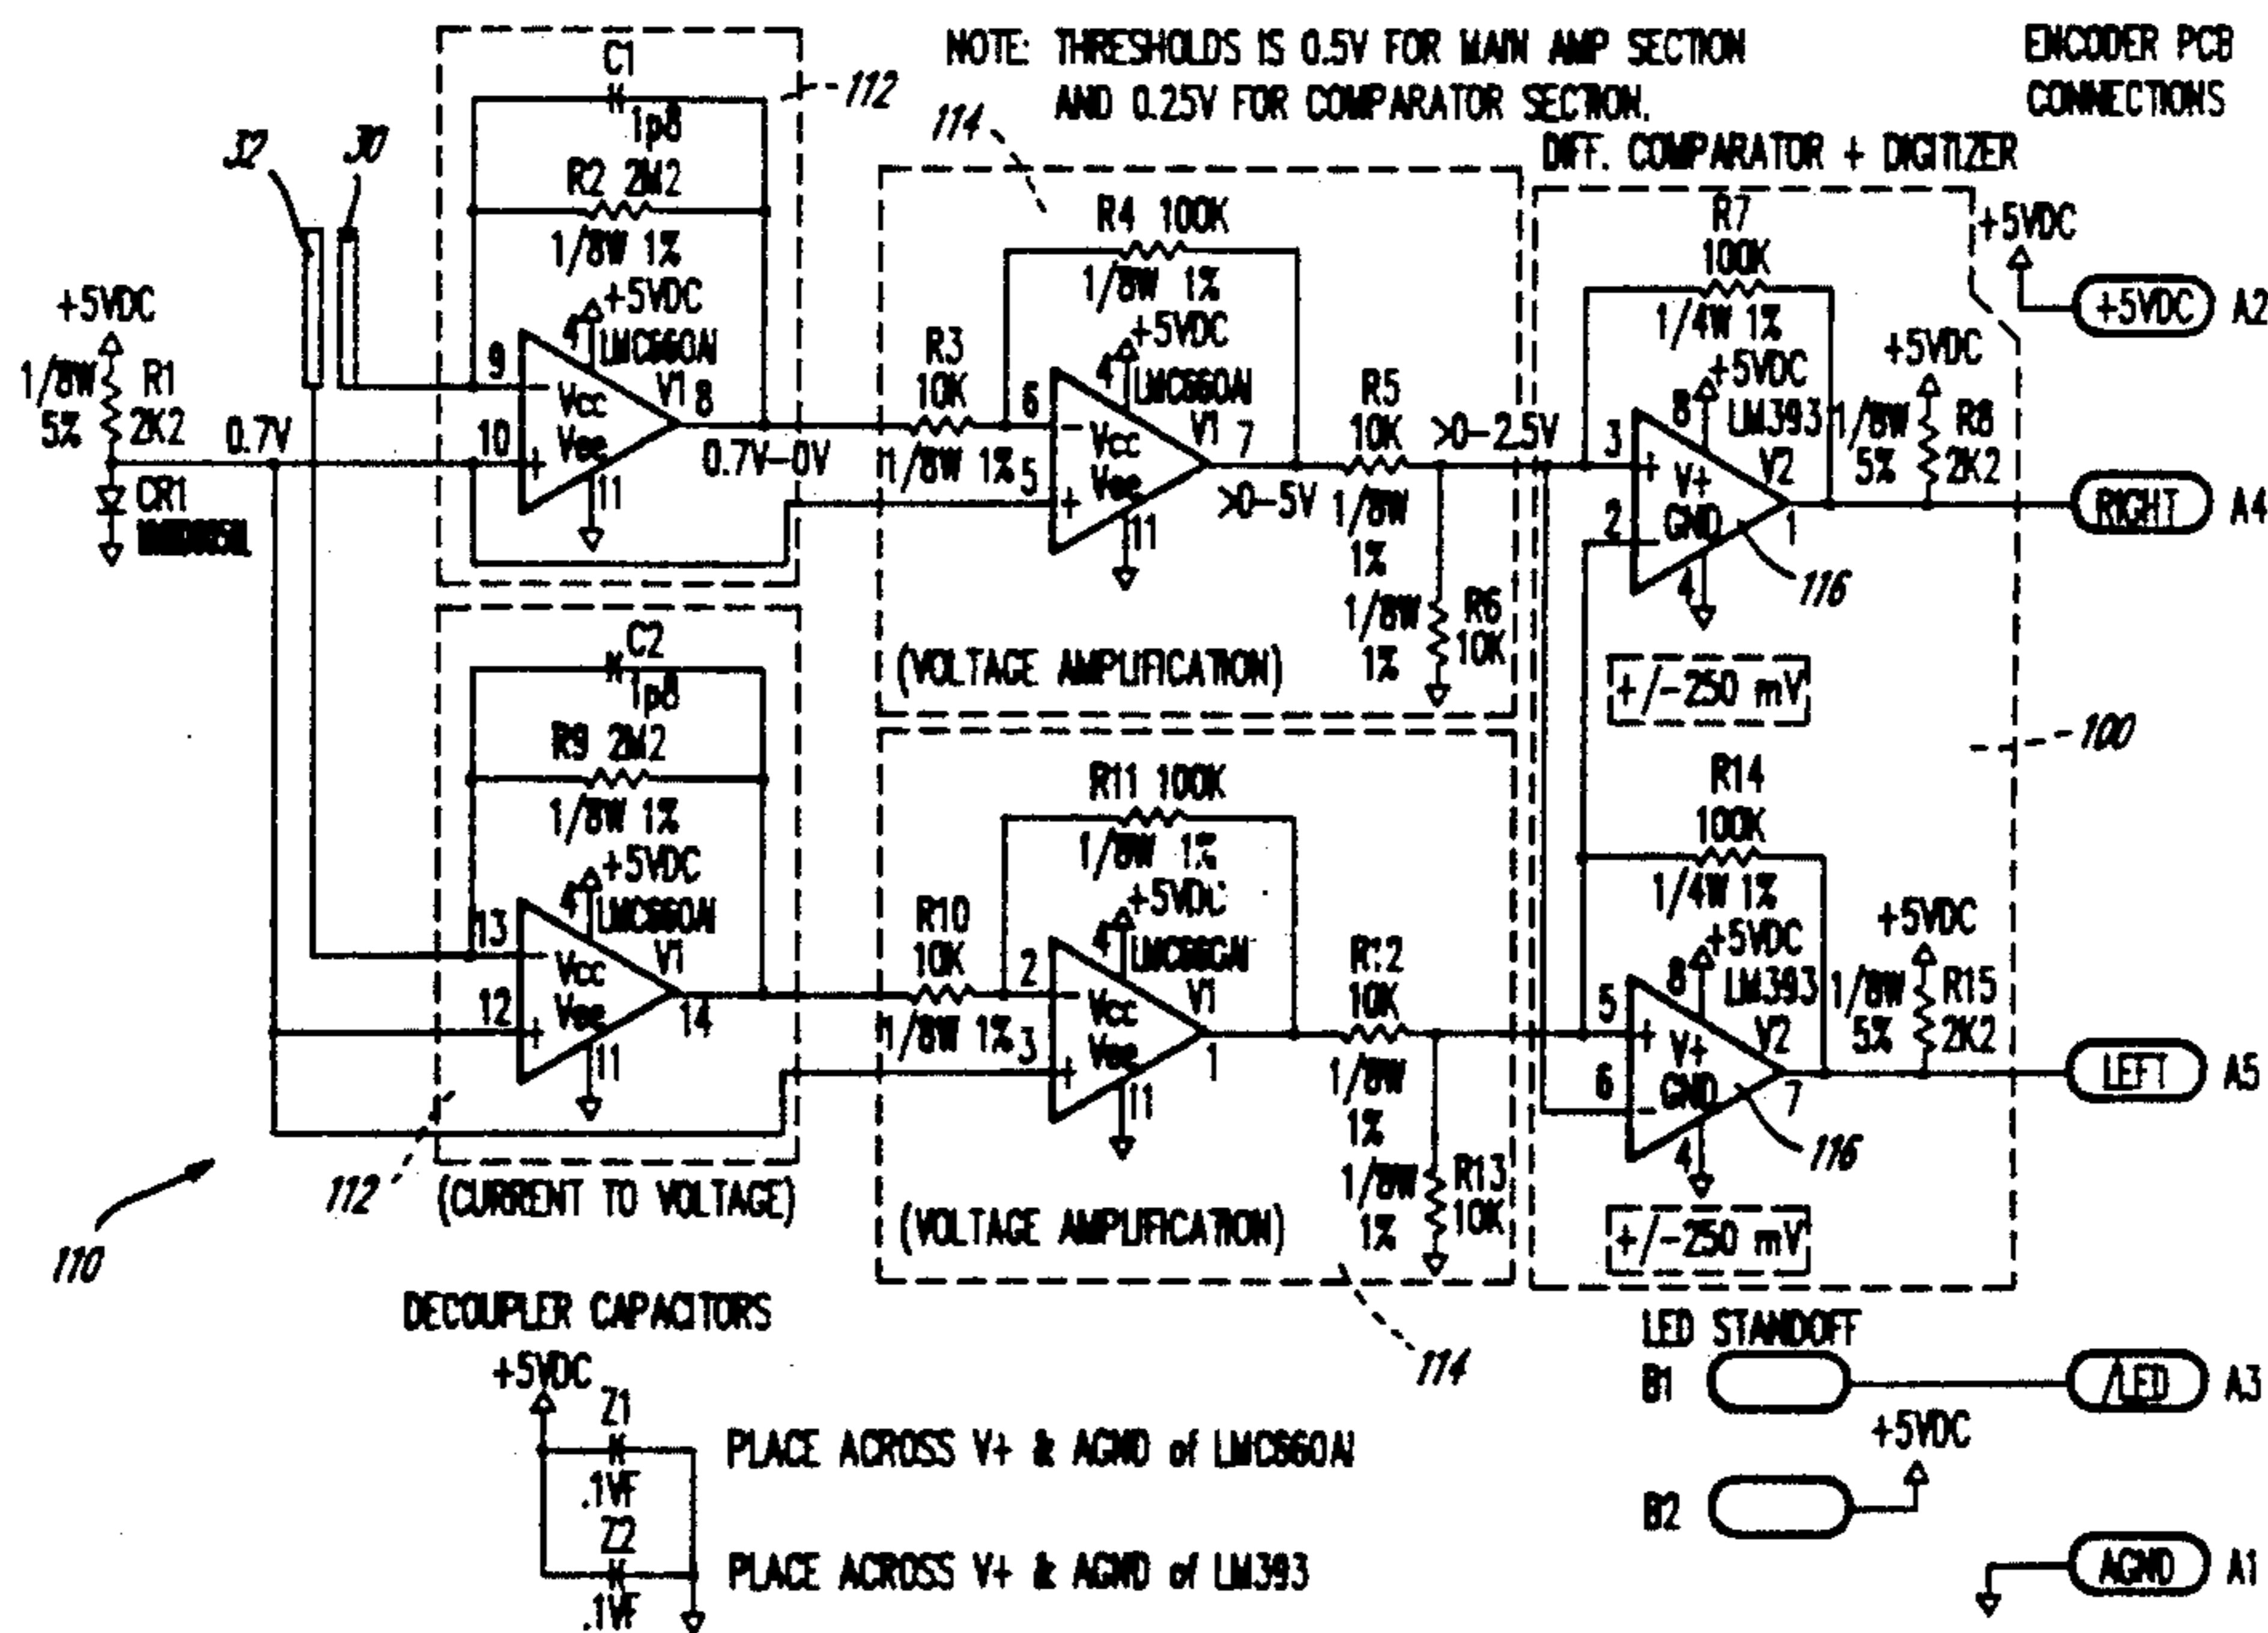 NOTE: THRESHOLDS IS 0.5V FOR MAIN AMP SECTION
AND 0.25V FOR COMPARATOR SECTION.
ENCODER PCB
CONNECTIONS
DIFF. COMPARATOR + DIGITIZER
32
30
C1
1p8
R2 2M2
1/8W 1%
112
+5VDC
LMC660AI
4
9
10
Vcc
Vee
V1
8
11
0.7V-0V
+5VDC
1/8W
5%
R1
2K2
0.7V
CR1
114
R4 100K
1/8W 1%
+5VDC
4
LMC660AI
V1
R3
10K
1/8W 1%
6
5
Vcc
Vee
7
11
>0-5V
R5
10K
1/8W
1%
>0-2.5V
1/8W
1%
R6
10K
(VOLTAGE AMPLIFICATION)
R7
100K
1/4W 1%
+5VDC
8
LM393
V2
3
2
V+
GND
1
4
116
+/-250 mV
+5VDC
1/8W
5%
R8
2K2
+5VDC
+5VDC
A2
RIGHT
A4
100
C2
1p8
R9 2M2
1/8W 1%
+5VDC
4
LMC660AI
V1
13
12
Vcc
Vee
14
11
112
(CURRENT TO VOLTAGE)
110
R11 100K
1/8W 1%
+5VDC
4
LMC660AI
V1
R10
10K
1/8W 1%
2
3
Vcc
Vee
1
11
R12
10K
1/8W
1%
1/8W
1%
R13
10K
(VOLTAGE AMPLIFICATION)
114
R14
100K
1/4W 1%
+5VDC
8
LM393
V2
5
6
V+
GND
7
4
116
+/-250 mV
+5VDC
1/8W
5%
R15
2K2
LEFT
A5
DECOUPLER CAPACITORS
+5VDC
Z1
.1VF
PLACE ACROSS V+ & AGND of LMC660AI
Z2
.1VF
PLACE ACROSS V+ & AGND of LM393
LED STANDOFF
B1
/LED
A3
B2
+5VDC
AGND
A1